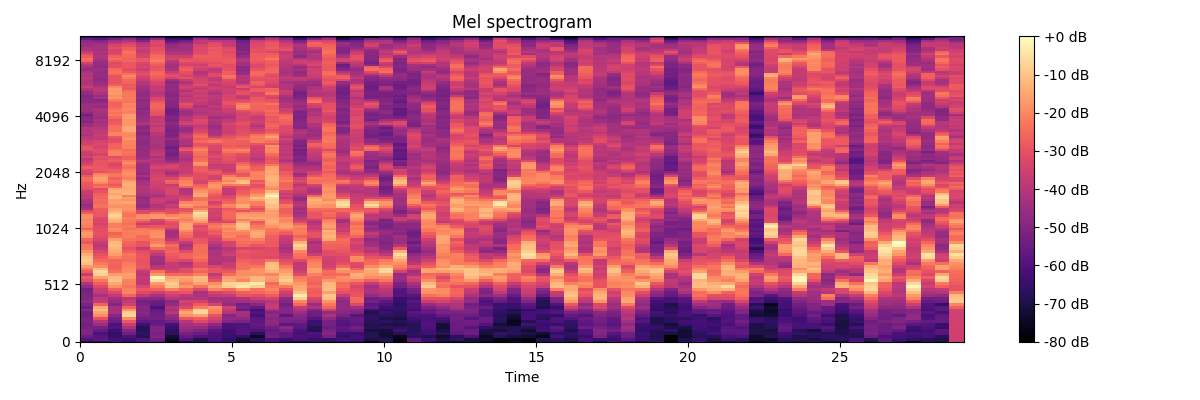 Mel spectrogram
+0 dB
8192
-10 dB
4096
-20 dB
-30 dB
2048
Hz
-40 dB
1024
-50 dB
-60 dB
512
-70 dB
0
-80 dB
0 5 10 15 20 25
Time